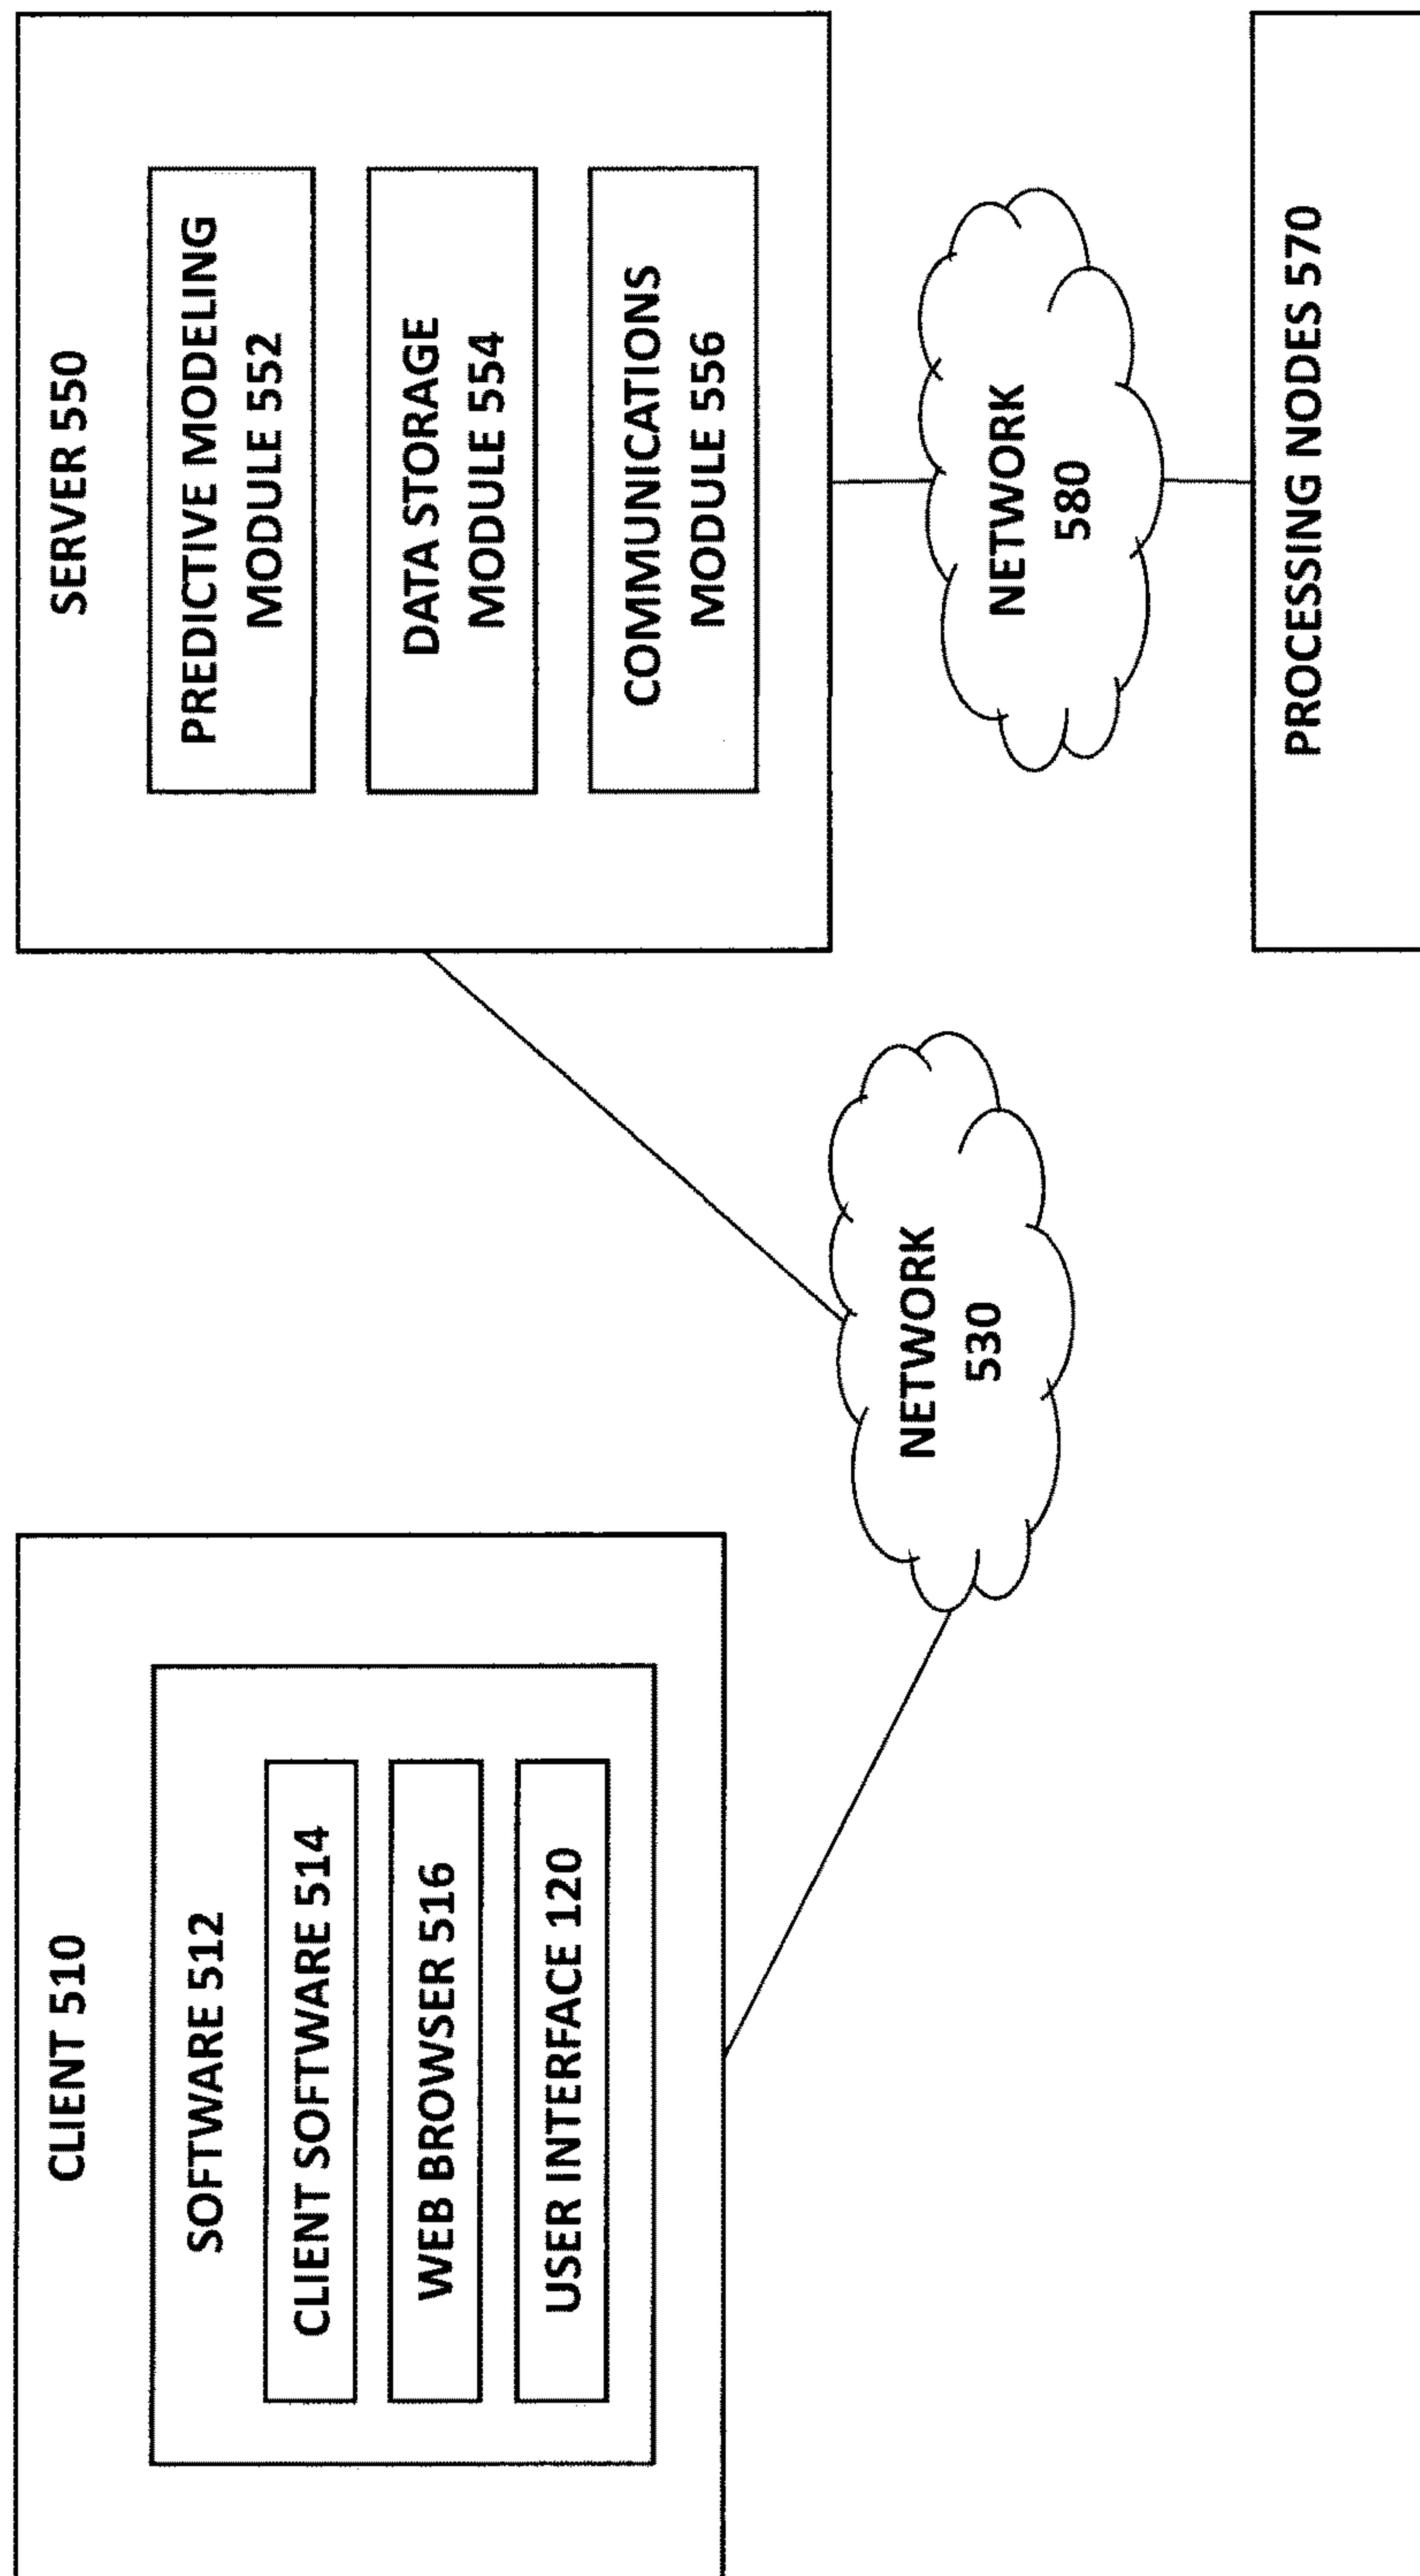 CLIENT 510
SOFTWARE 512
CLIENT SOFTWARE 514
WEB BROWSER 516
USER INTERFACE 120
NETWORK
530
SERVER 550
PREDICTIVE MODELING
MODULE 552
DATA STORAGE
MODULE 554
COMMUNICATIONS
MODULE 556
NETWORK
580
PROCESSING NODES 570